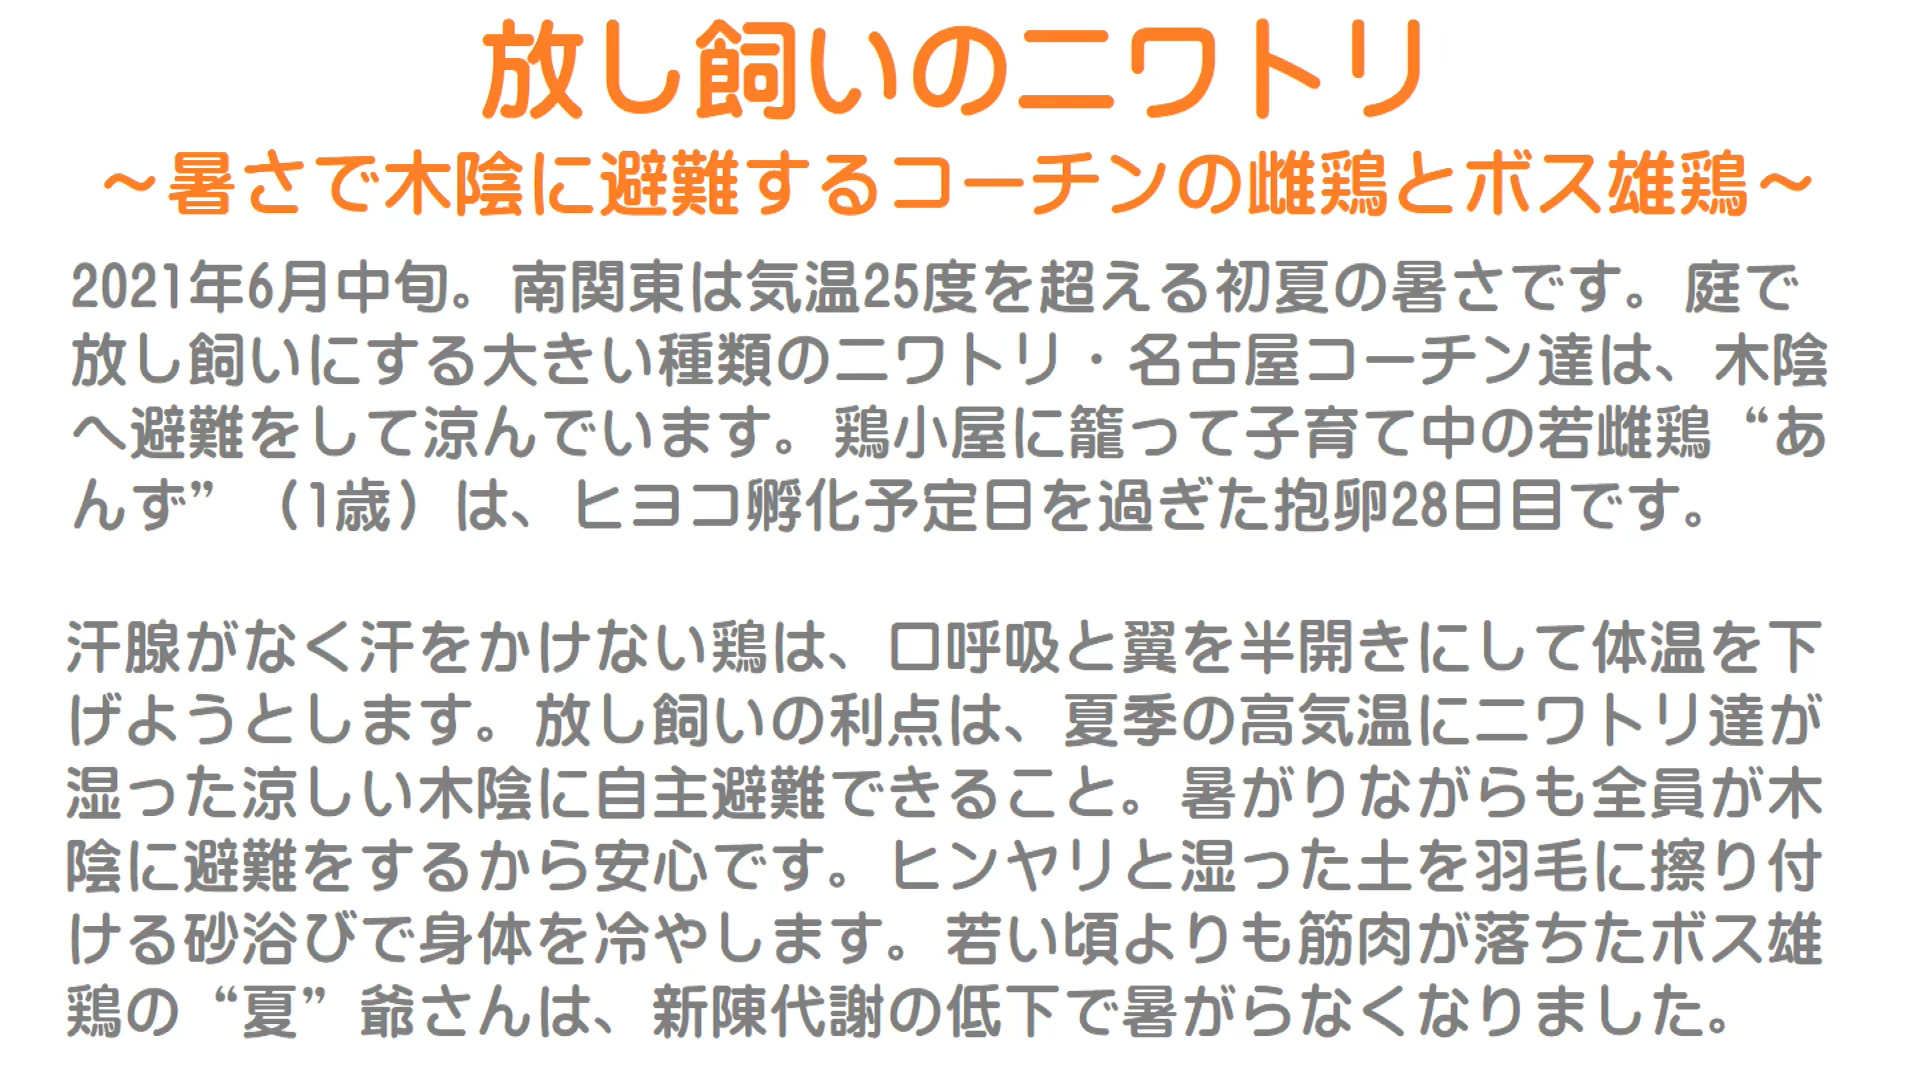 放し飼いのニワトリ
～暑さで木陰に避難するコーチンの雌鶏とボス雄鶏～
2021年6月中旬。南関東は気温25度を超える初夏の暑さです。庭で
放し飼いにする大きい種類のニワトリ・名古屋コーチン達は、木陰
へ避難をして涼んでいます。鶏小屋に籠って子育て中の若雌鶏“あ
んず”（1歳）は、ヒヨコ孵化予定日を過ぎた抱卵28日目です。
汗腺がなく汗をかけない鶏は、口呼吸と翼を半開きにして体温を下
げようとします。放し飼いの利点は、夏季の高気温にニワトリ達が
湿った涼しい木陰に自主避難できること。暑がりながらも全員が木
陰に避難をするから安心です。ヒンヤリと湿った土を羽毛に擦り付
ける砂浴びで身体を冷やします。若い頃よりも筋肉が落ちたボス雄
鶏の“夏”爺さんは、新陳代謝の低下で暑がらなくなりました。